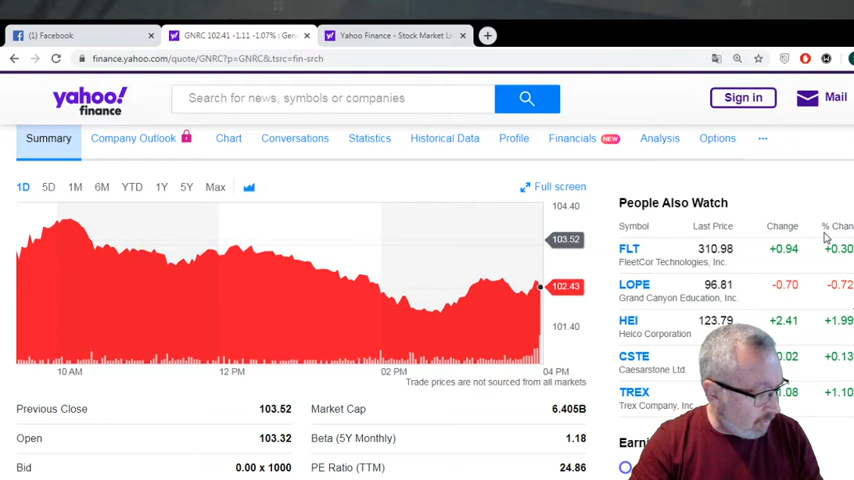 (1) Facebook
GNRC 102.41 -1.11 -1.07% : Gen
Yahoo Finance - Stock Market Li
finance.yahoo.com/quote/GNRC?p=GNRC&.tsrc=fin-srch
yahoo!
finance
Search for news, symbols or companies
Sign in
Mail
Summary
Company Outlook
Chart
Conversations
Statistics
Historical Data
Profile
Financials NEW
Analysis
Options
1D 5D 1M 6M YTD 1Y 5Y Max
Full screen
104.40
103.52
102.43
101.40
10 AM 12 PM 02 PM 04 PM
Trade prices are not sourced from all markets
Previous Close 103.52
Open 103.32
Bid 0.00 x 1000
Market Cap 6.405B
Beta (5Y Monthly) 1.18
PE Ratio (TTM) 24.86
People Also Watch
Symbol Last Price Change % Chan
FLT 310.98 +0.94 +0.30
FleetCor Technologies, Inc.
LOPE 96.81 -0.70 -0.72
Grand Canyon Education, Inc.
HEI 123.79 +2.41 +1.99
Heico Corporation
CSTE 0.02 +0.13
Caesarstone Ltd.
TREX 1.08 +1.10
Trex Company, Inc.